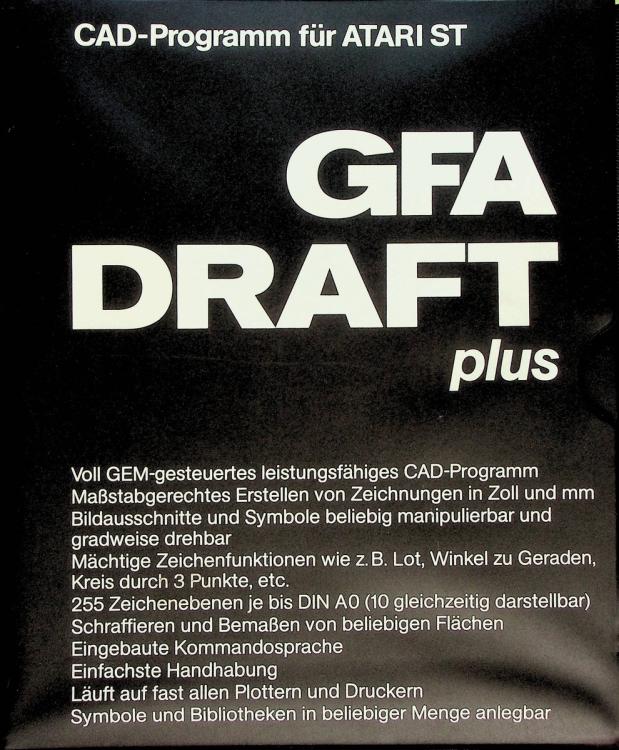 CAD-Programm für ATARI ST
GFA
DRAFT
plus
Voll GEM-gesteuertes leistungsfähiges CAD-Programm
Maßstabgerechtes Erstellen von Zeichnungen in Zoll und mm
Bildausschnitte und Symbole beliebig manipulierbar und
gradweise drehbar
Mächtige Zeichenfunktionen wie z.B. Lot, Winkel zu Geraden,
Kreis durch 3 Punkte, etc.
255 Zeichenebenen je bis DIN A0 (10 gleichzeitig darstellbar)
Schraffieren und Bemaßen von beliebigen Flächen
Eingebaute Kommandosprache
Einfachste Handhabung
Läuft auf fast allen Plottern und Druckern
Symbole und Bibliotheken in beliebiger Menge anlegbar